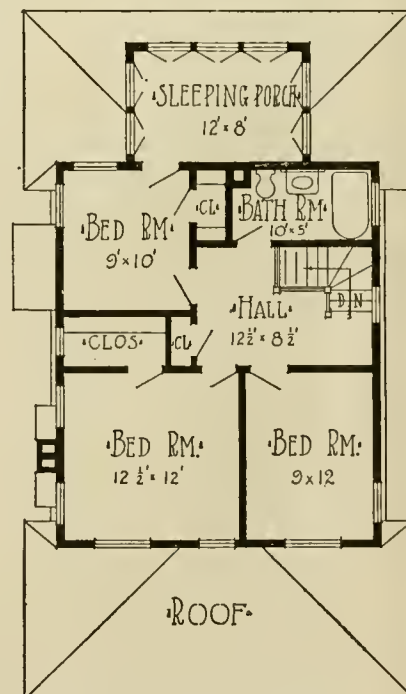 SLEEPING PORCH
12' × 8'
CL
BATH RM.
10' × 5'
BED RM
9' × 10'
HALL
12½' × 8½'
DN
CLOS.
CL
BED RM.
12½' × 12'
BED RM.
9 × 12
ROOF